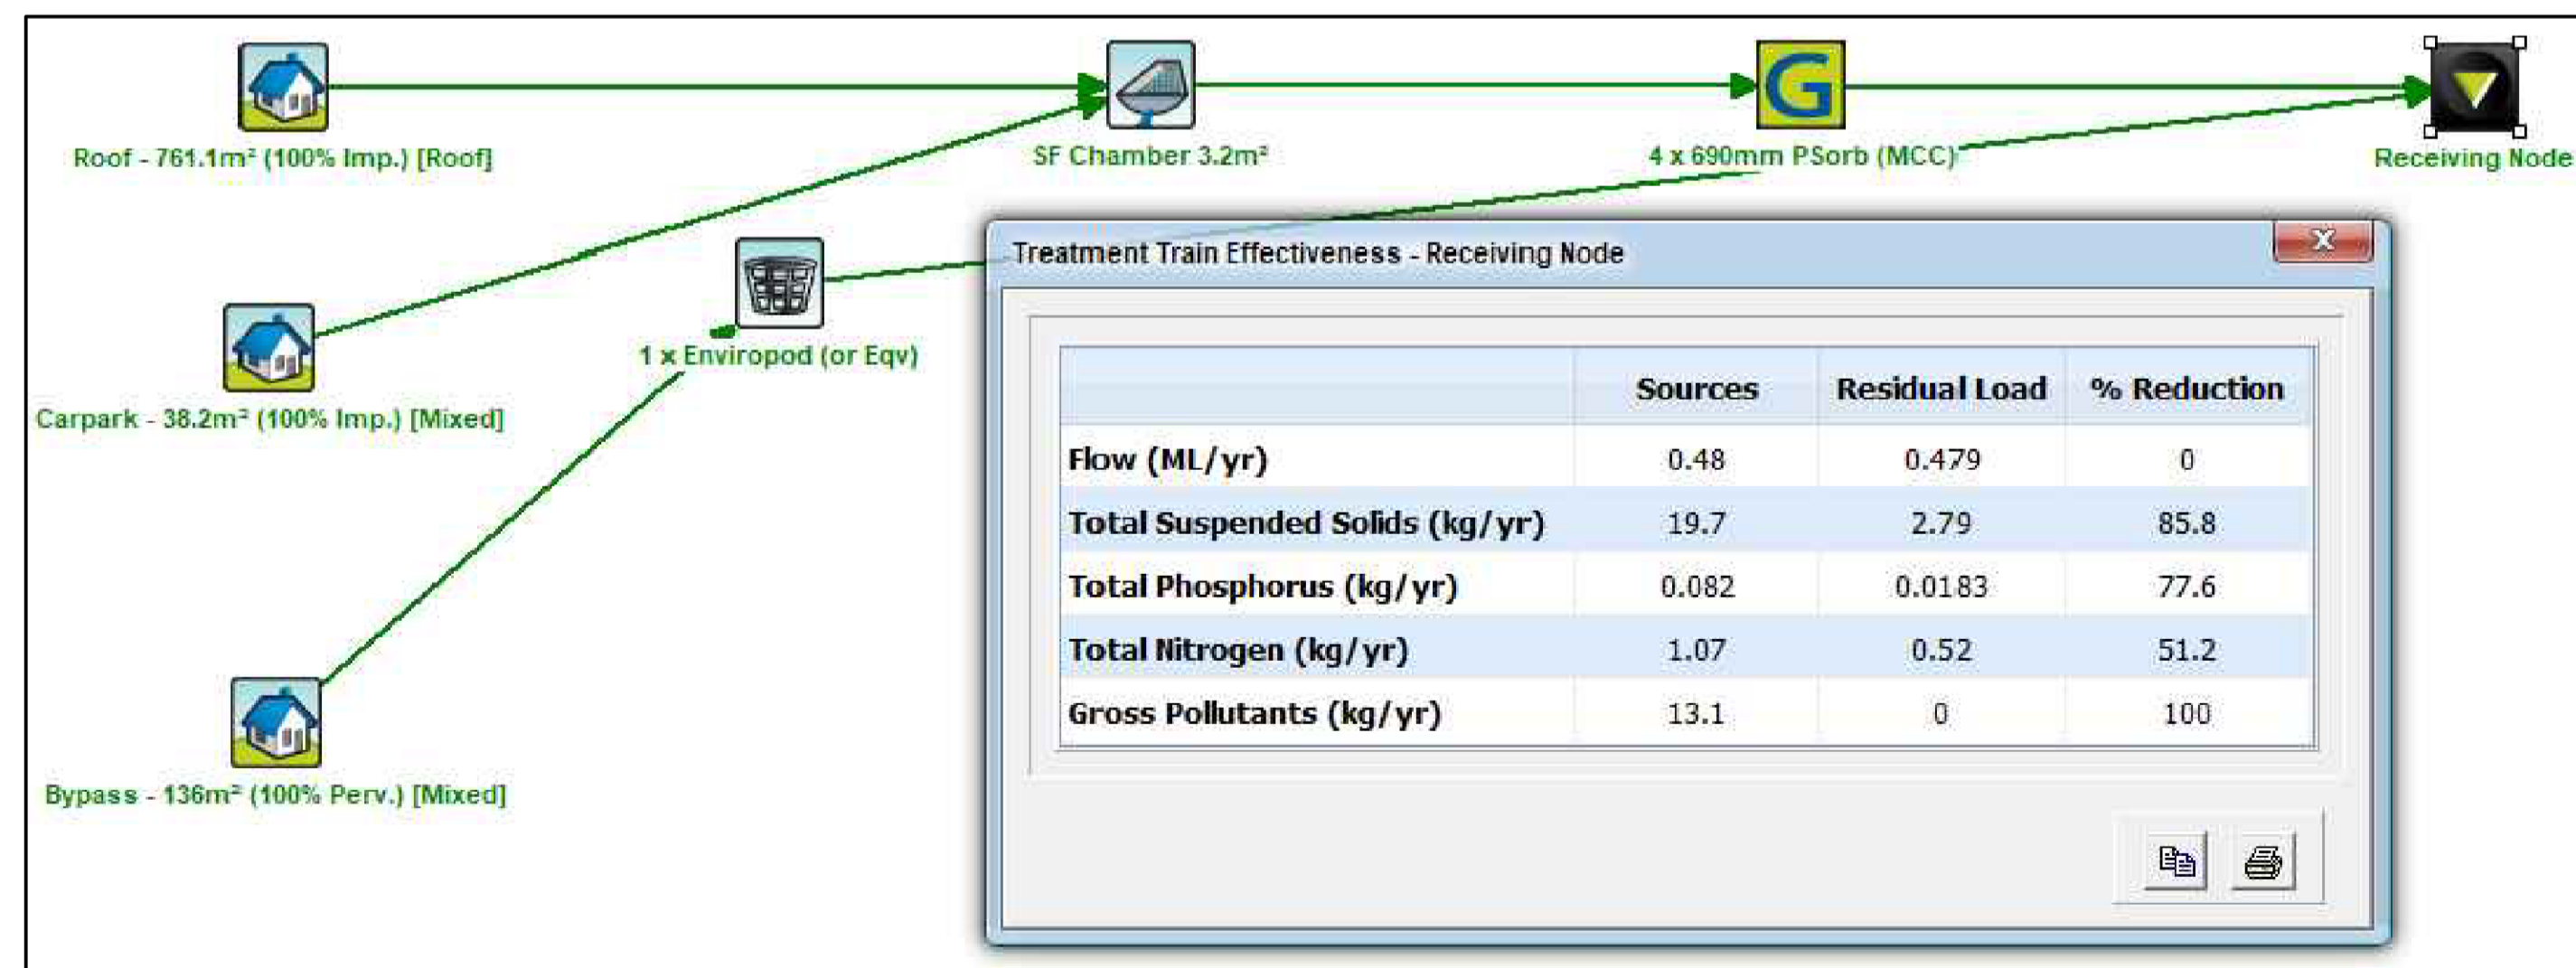 Roof - 761.1m² (100% Imp.) [Roof]
SF Chamber 3.2m²
G
4 x 690mm PSorb (MCC)
Receiving Node
1 x Enviropod (or Eqv)
Carpark - 38.2m² (100% Imp.) [Mixed]
Bypass - 136m² (100% Perv.) [Mixed]
Treatment Train Effectiveness - Receiving Node
x
Sources Residual Load % Reduction
Flow (ML/yr) 0.48 0.479 0
Total Suspended Solids (kg/yr) 19.7 2.79 85.8
Total Phosphorus (kg/yr) 0.082 0.0183 77.6
Total Nitrogen (kg/yr) 1.07 0.52 51.2
Gross Pollutants (kg/yr) 13.1 0 100